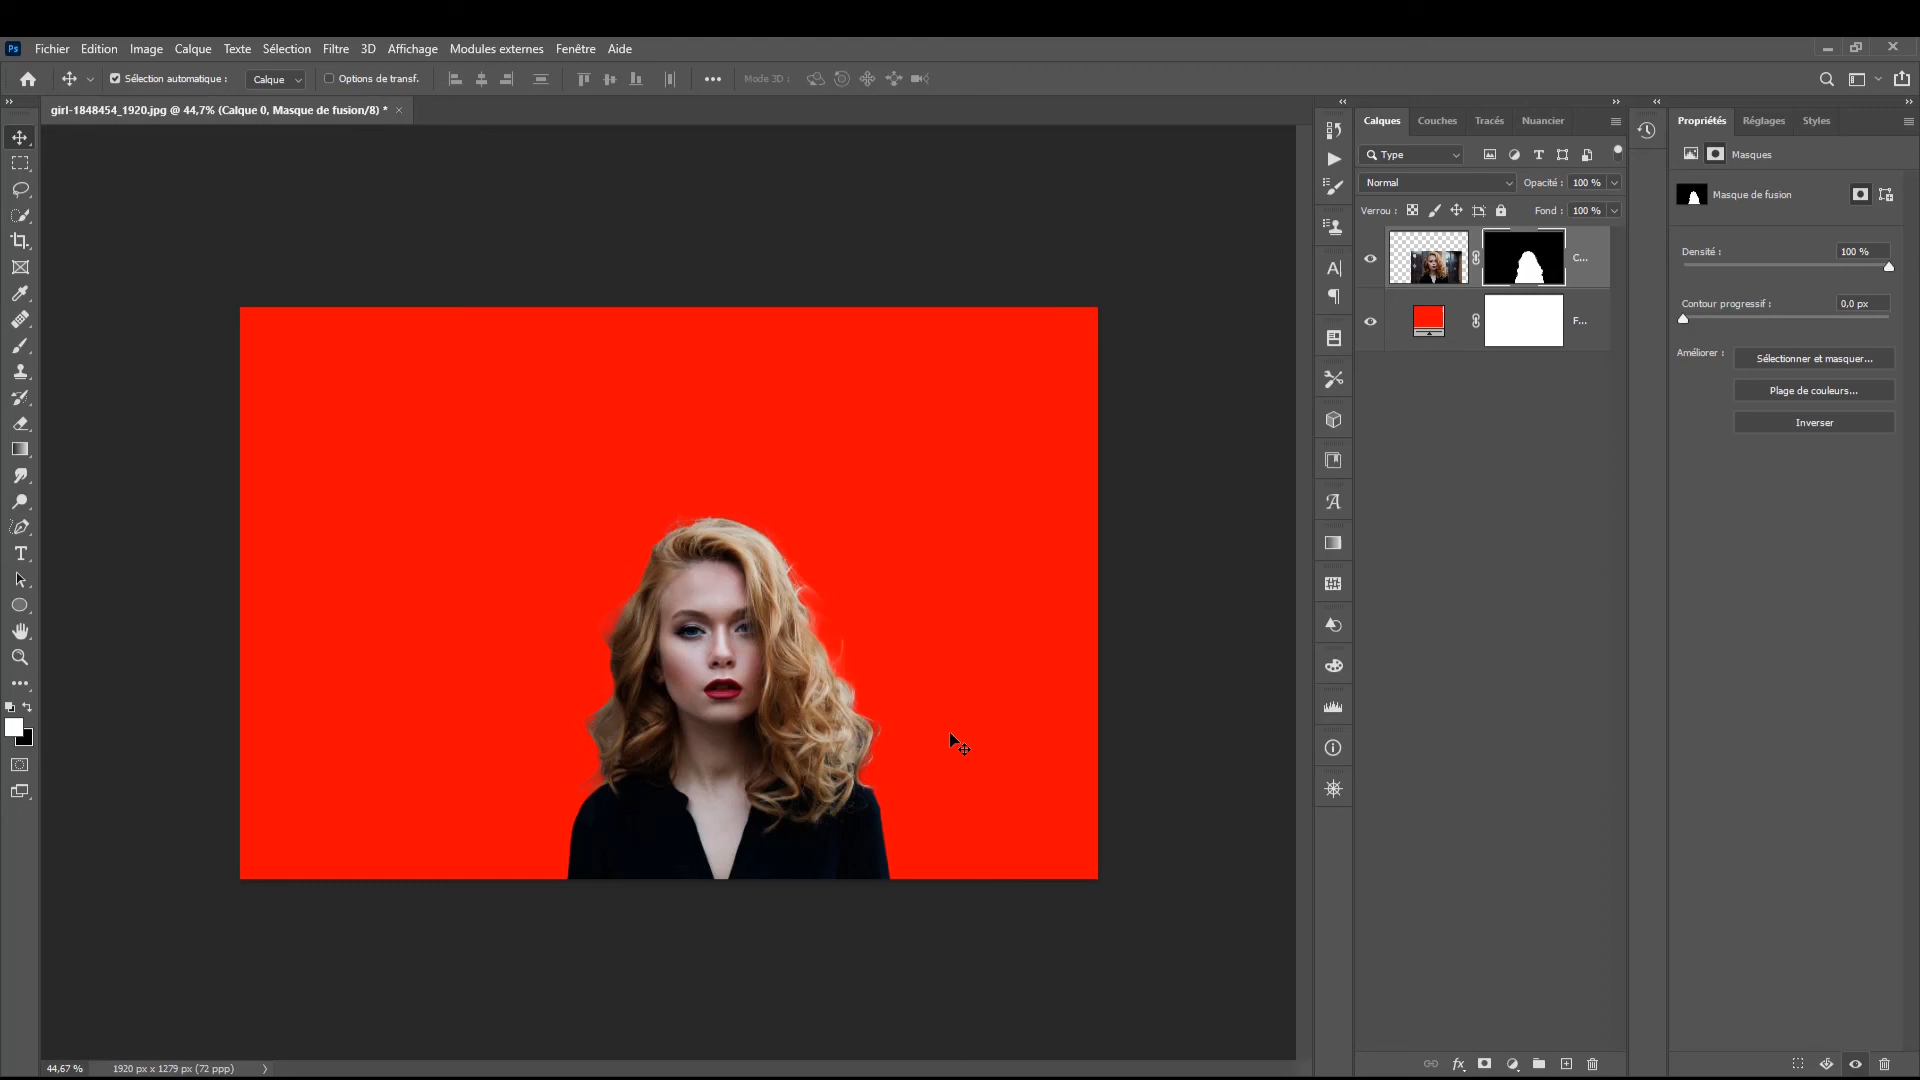 Ps Fichier Edition Image Calque Texte Sélection Filtre 3D Affichage Modules externes Fenêtre Aide
Sélection automatique : Calque Options de transf. Mode 3D :
girl-1848454_1920.jpg @ 44,7% (Calque 0, Masque de fusion/8) * ×
Calques Couches Tracés Nuancier
Propriétés Réglages Styles
Type
Masques
Normal Opacité : 100 %
Masque de fusion
Verrou : Fond : 100 %
C...
Densité : 100 %
Contour progressif : 0,0 px
F...
Améliorer : Sélectionner et masquer...
Plage de couleurs...
Inverser
44,67 % 1920 px x 1279 px (72 ppp)